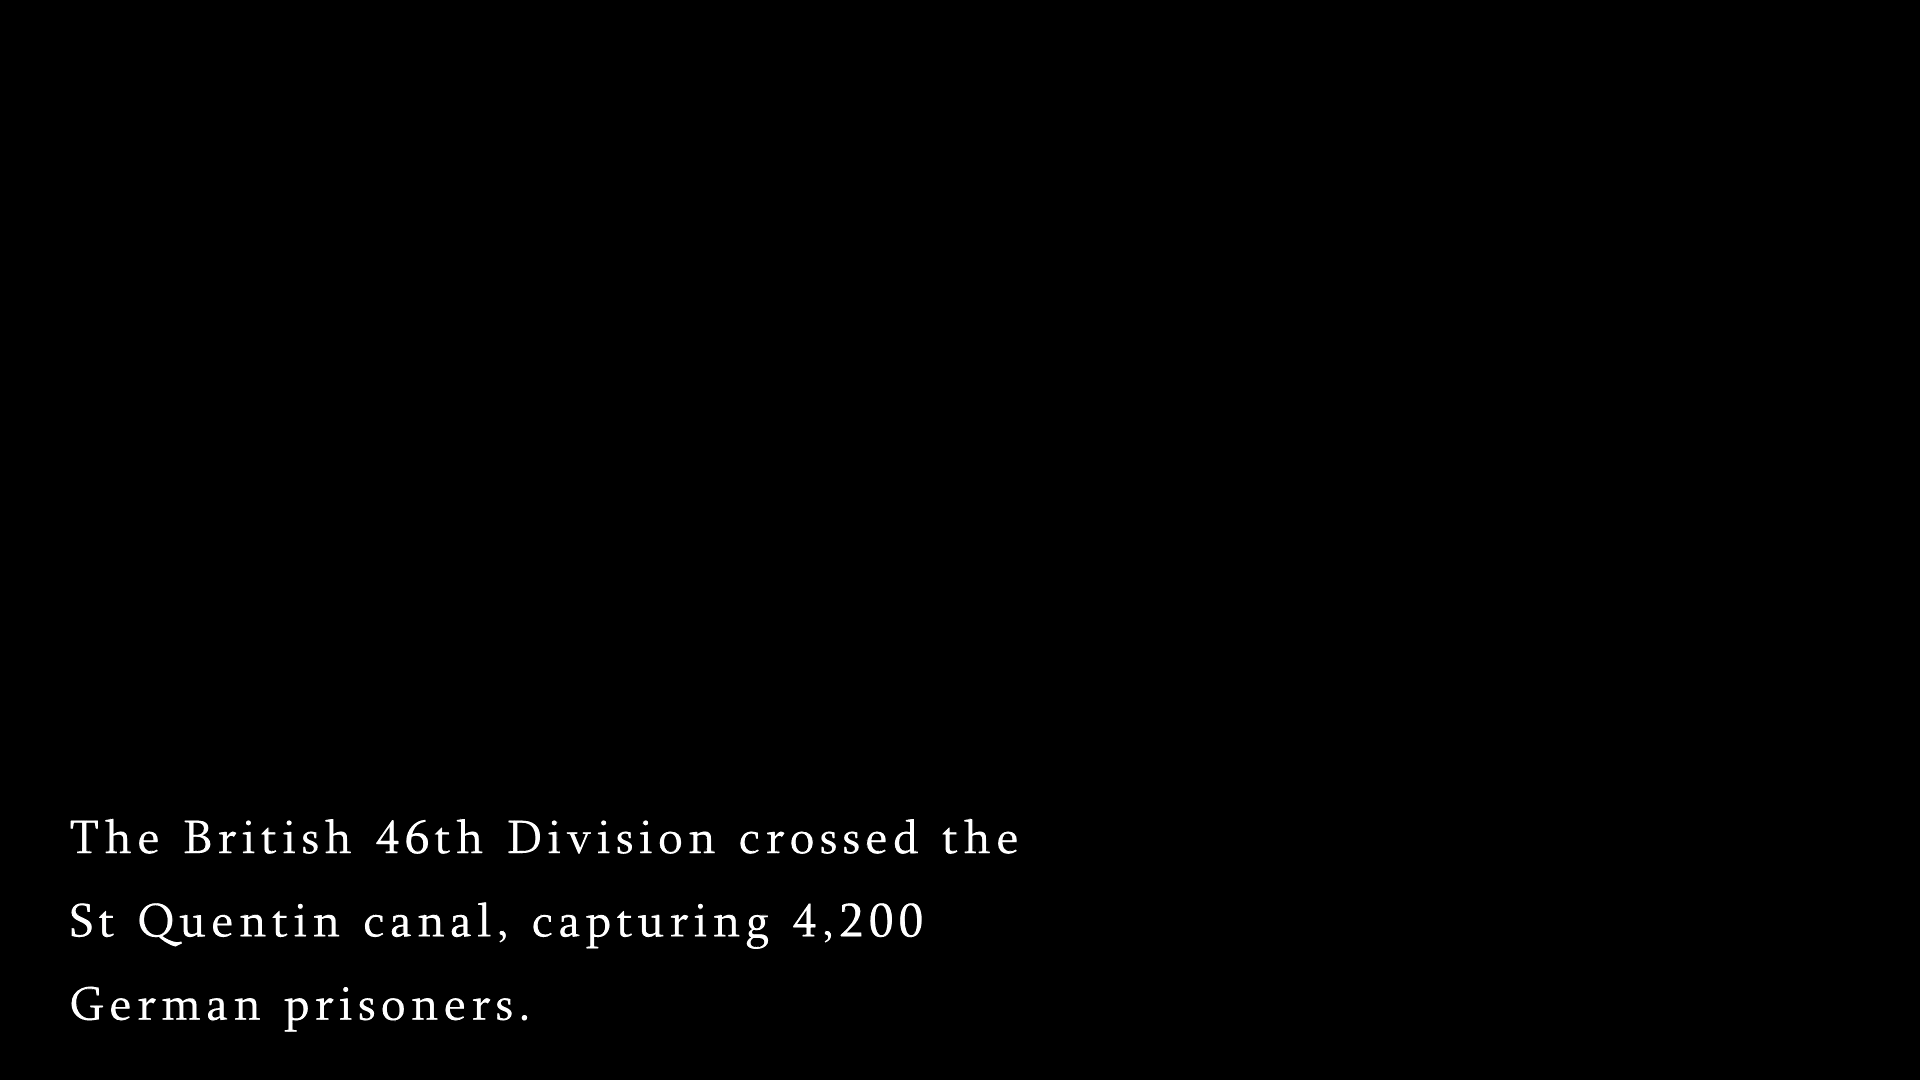 The British 46th Division crossed the
St Quentin canal, capturing 4,200
German prisoners.